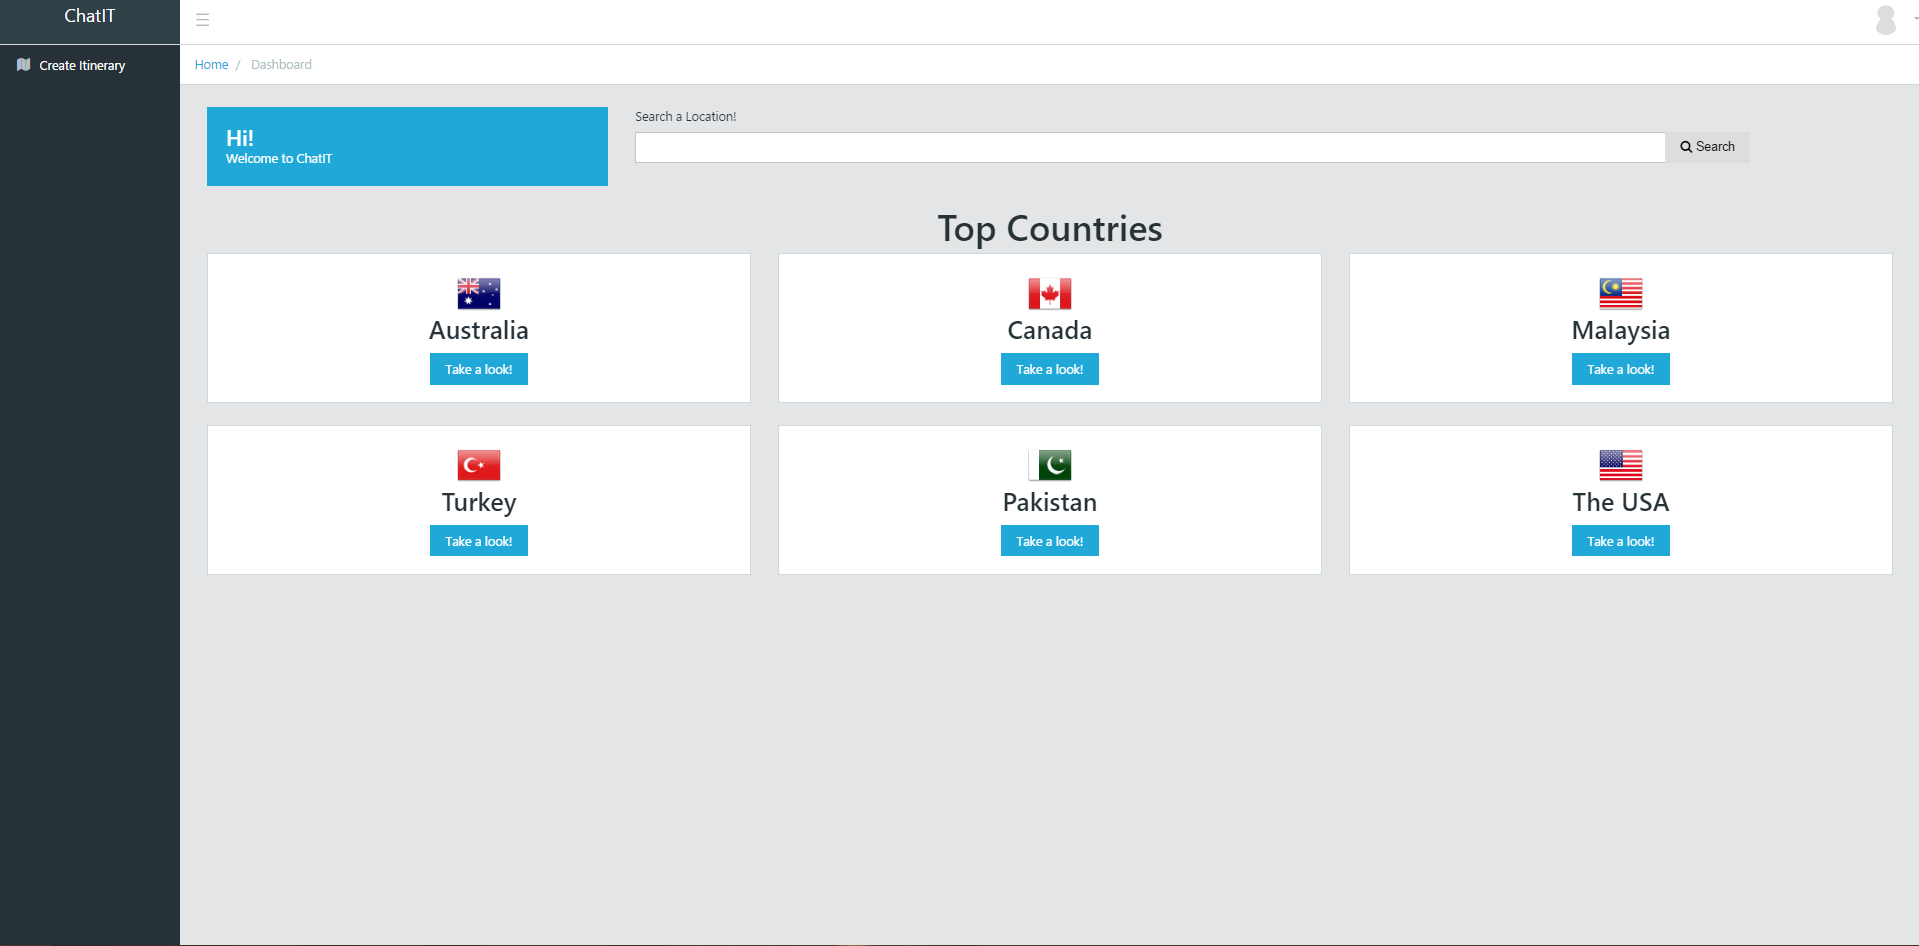 ChatIT
Create Itinerary
Home / Dashboard
Hi!
Welcome to ChatIT
Search a Location!
Search
Top Countries
Australia
Take a look!
Canada
Take a look!
Malaysia
Take a look!
Turkey
Take a look!
Pakistan
Take a look!
The USA
Take a look!